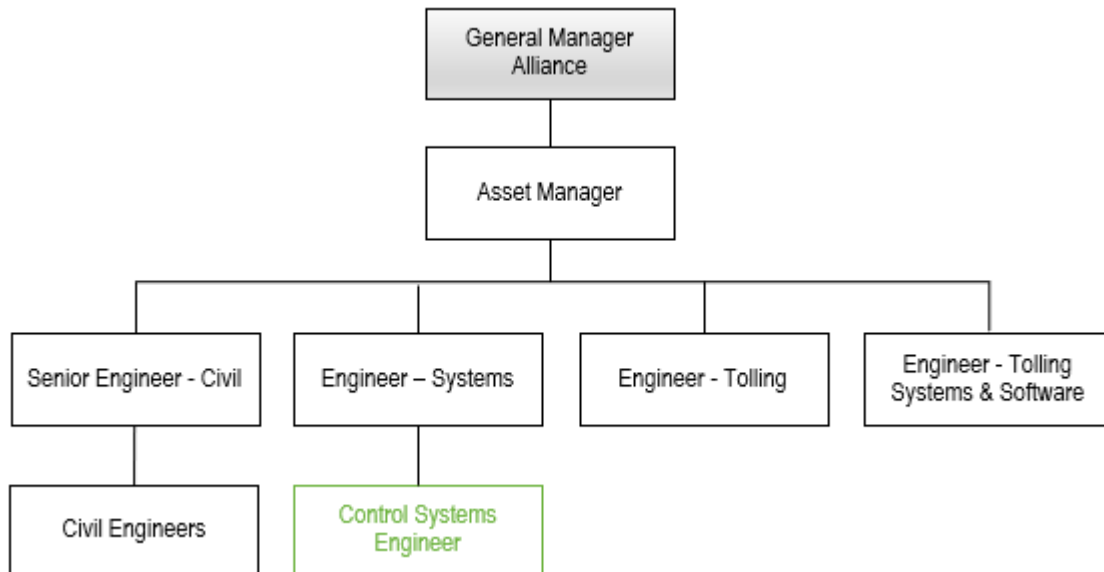 General Manager
Alliance
Asset Manager
Senior Engineer - Civil
Engineer – Systems
Engineer - Tolling
Engineer - Tolling
Systems & Software
Civil Engineers
Control Systems
Engineer